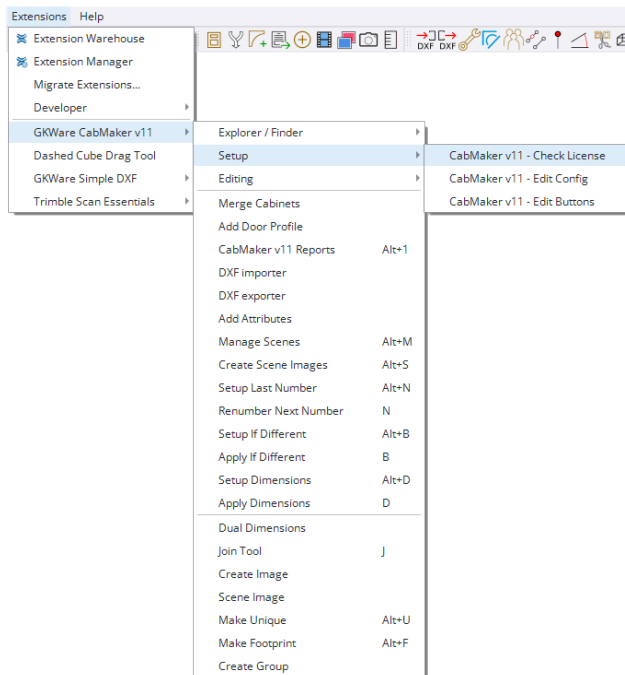 Extensions Help
Extension Warehouse
Extension Manager
Migrate Extensions...
Developer
GKWare CabMaker v11
Dashed Cube Drag Tool
GKWare Simple DXF
Trimble Scan Essentials
DXF DXF
Explorer / Finder
Setup
Editing
Merge Cabinets
Add Door Profile
CabMaker v11 Reports Alt+1
DXF importer
DXF exporter
Add Attributes
Manage Scenes Alt+M
Create Scene Images Alt+S
Setup Last Number Alt+N
Renumber Next Number N
Setup If Different Alt+B
Apply If Different B
Setup Dimensions Alt+D
Apply Dimensions D
Dual Dimensions
Join Tool J
Create Image
Scene Image
Make Unique Alt+U
Make Footprint Alt+F
Create Group
CabMaker v11 - Check License
CabMaker v11 - Edit Config
CabMaker v11 - Edit Buttons